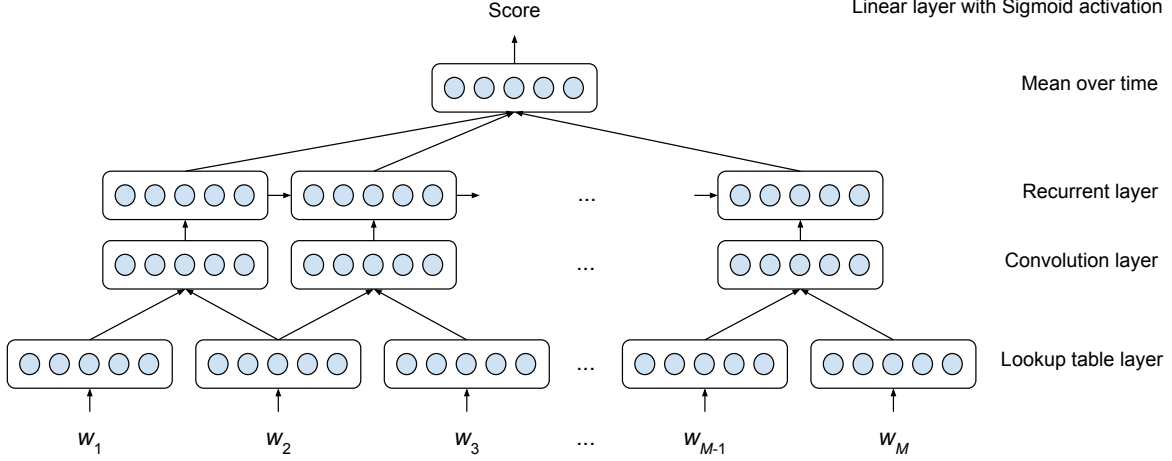 Score
Linear layer with Sigmoid activation
Mean over time
...
Recurrent layer
...
Convolution layer
...
Lookup table layer
w1 w2 w3 ... wM-1 wM